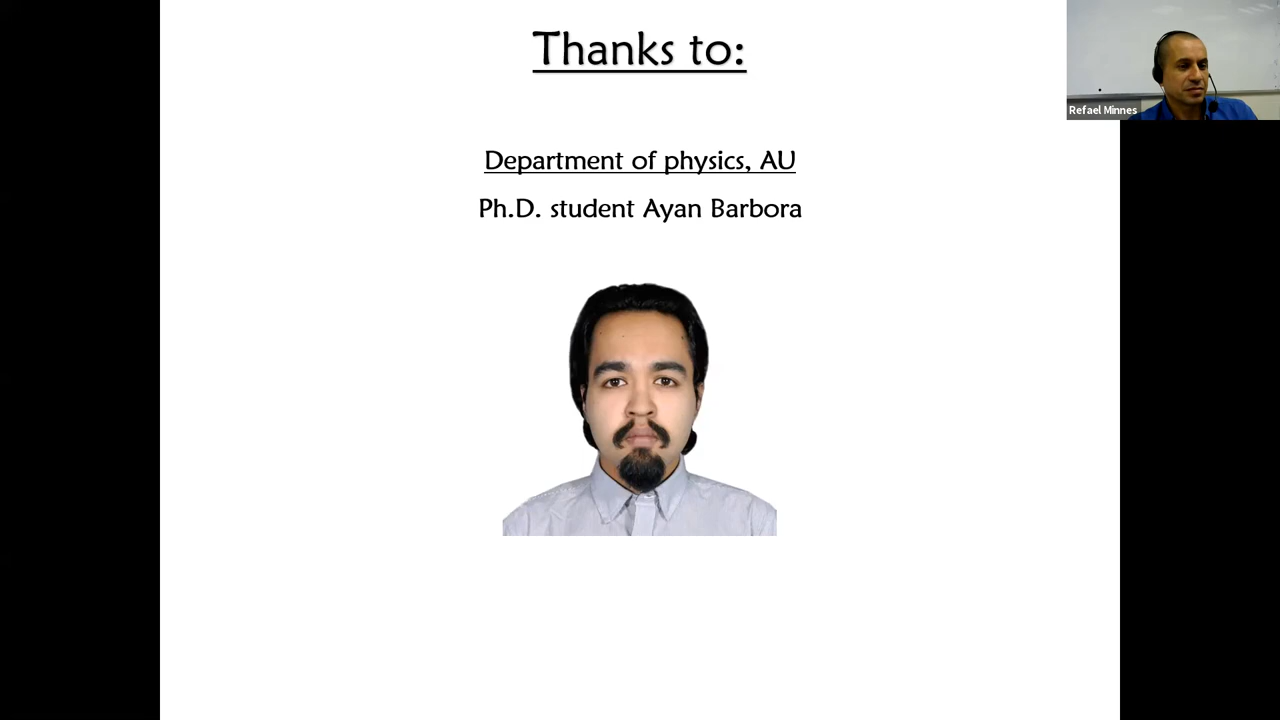 Thanks to:
Department of physics, AU
Ph.D. student Ayan Barbora
Refael Minnes